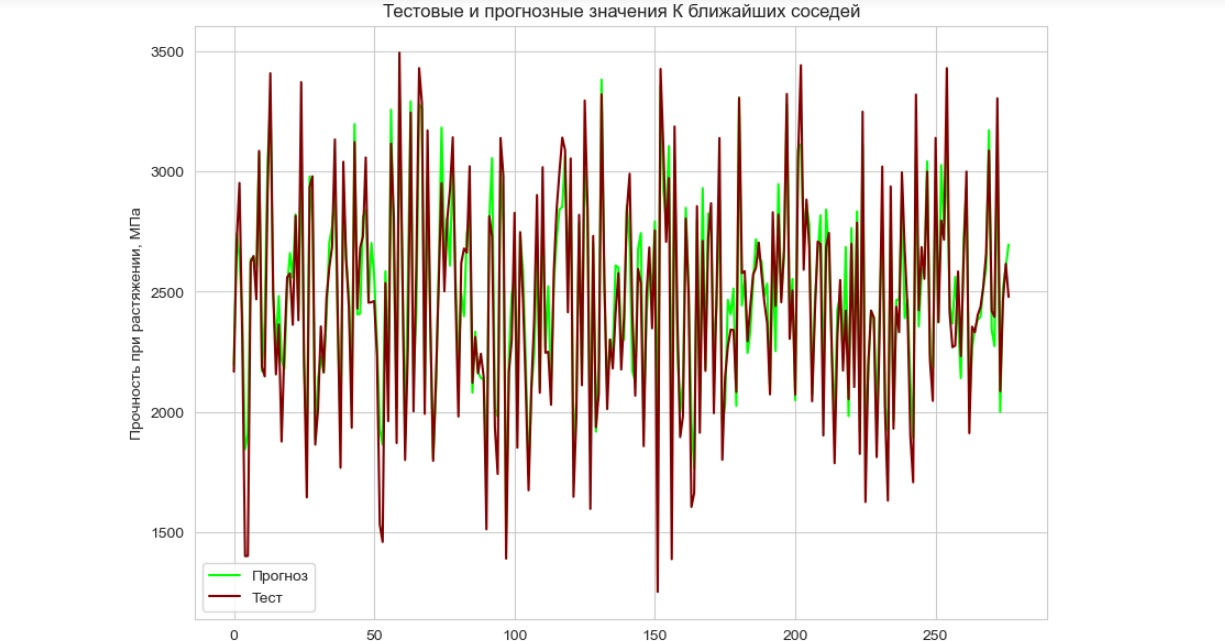 Тестовые и прогнозные значения К ближайших соседей
Прочность при растяжении, МПа
3500
3000
2500
2000
1500
Прогноз
Тест
0 50 100 150 200 250